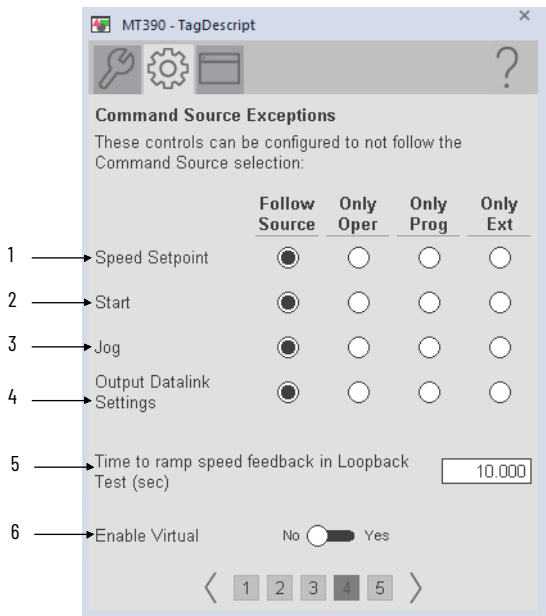 MT390 - TagDescript
×
?
Command Source Exceptions
These controls can be configured to not follow the
Command Source selection:
Follow Source Only Oper Only Prog Only Ext
1 Speed Setpoint
2 Start
3 Jog
4 Output Datalink
Settings
5 Time to ramp speed feedback in Loopback
Test (sec) 10.000
6 Enable Virtual No Yes
1 2 3 4 5